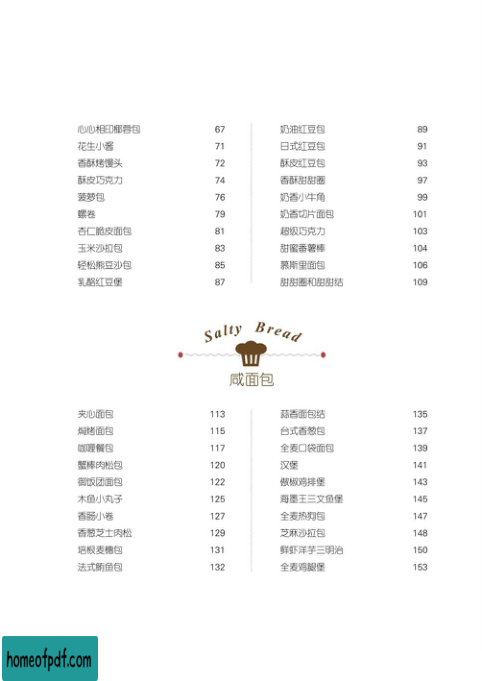 心心相印椰蓉包 67
花生小酱 71
香酥烤馒头 72
酥皮巧克力 74
菠萝包 76
螺卷 79
杏仁脆皮面包 81
玉米沙拉包 83
轻松熊豆沙包 85
乳酪红豆堡 87
奶油红豆包 89
日式红豆包 91
酥皮红豆包 93
香酥甜甜圈 97
奶香小牛角 99
奶香切片面包 101
超级巧克力 103
甜蜜番薯棒 104
慕斯里面包 106
甜甜圈和甜甜结 109
Salty Bread
咸面包
夹心面包 113
焗烤面包 115
咖喱餐包 117
蟹棒肉松包 120
御饭团面包 122
木鱼小丸子 125
香肠小卷 127
香葱芝士肉松 129
培根麦穗包 131
法式鲔鱼包 132
蒜香面包结 135
台式香葱包 137
全麦口袋面包 139
汉堡 141
椒鸡排堡 143
海墨王三文鱼堡 145
全麦热狗包 147
芝麻沙拉包 148
鲜虾洋芋三明治 150
全麦鸡腿堡 153
homeofpdf.com